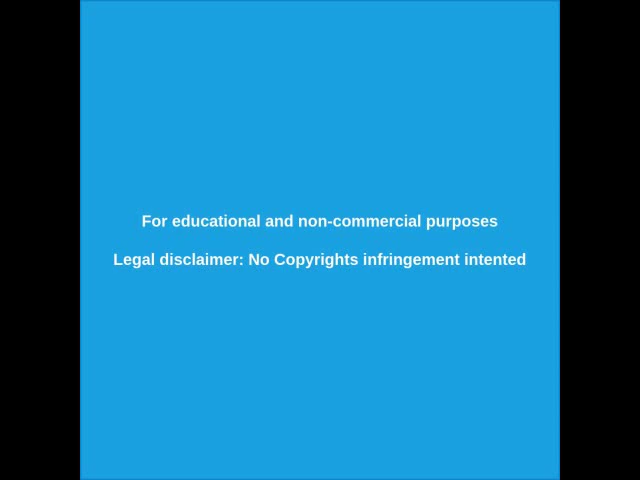 For educational and non-commercial purposes
Legal disclaimer: No Copyrights infringement intented